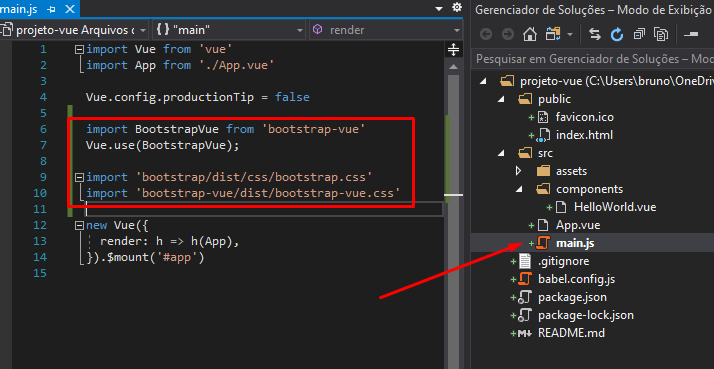 main.js
projeto-vue Arquivos d
"main"
render
1 import Vue from 'vue'
2 import App from './App.vue'
3
4 Vue.config.productionTip = false
5
6 import BootstrapVue from 'bootstrap-vue'
7 Vue.use(BootstrapVue);
8
9 import 'bootstrap/dist/css/bootstrap.css'
10 import 'bootstrap-vue/dist/bootstrap-vue.css'
11
12 new Vue({
13 render: h => h(App),
14 }).$mount('#app')
15
Gerenciador de Soluções – Modo de Exibição
Pesquisar em Gerenciador de Soluções – Mod
projeto-vue (C:\Users\bruno\OneDriv
public
favicon.ico
index.html
src
assets
components
HelloWorld.vue
App.vue
main.js
.gitignore
babel.config.js
package.json
package-lock.json
README.md